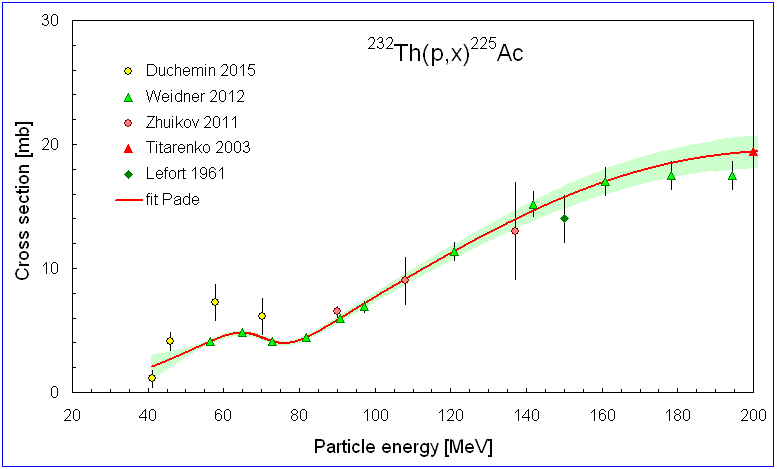 30
²³²Th(p,x)²²⁵Ac
Duchemin 2015
Weidner 2012
Zhuikov 2011
Titarenko 2003
Lefort 1961
fit Pade
20
10
0
Cross section [mb]
20 40 60 80 100 120 140 160 180 200
Particle energy [MeV]